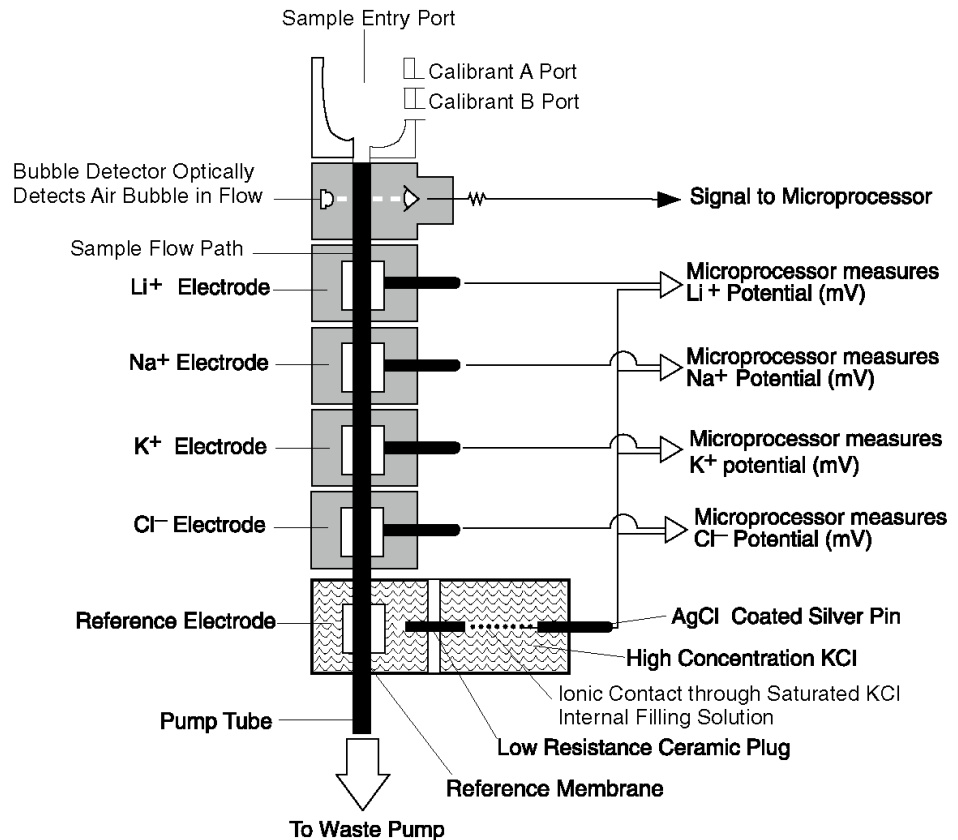 Sample Entry Port
Calibrant A Port
Calibrant B Port
Bubble Detector Optically
Detects Air Bubble in Flow
Signal to Microprocessor
Sample Flow Path
Li+ Electrode
Microprocessor measures
Li+ Potential (mV)
Na+ Electrode
Microprocessor measures
Na+ Potential (mV)
K+ Electrode
Microprocessor measures
K+ potential (mV)
Cl– Electrode
Microprocessor measures
Cl– Potential (mV)
Reference Electrode
AgCl Coated Silver Pin
High Concentration KCl
Ionic Contact through Saturated KCl
Internal Filling Solution
Pump Tube
Low Resistance Ceramic Plug
Reference Membrane
To Waste Pump